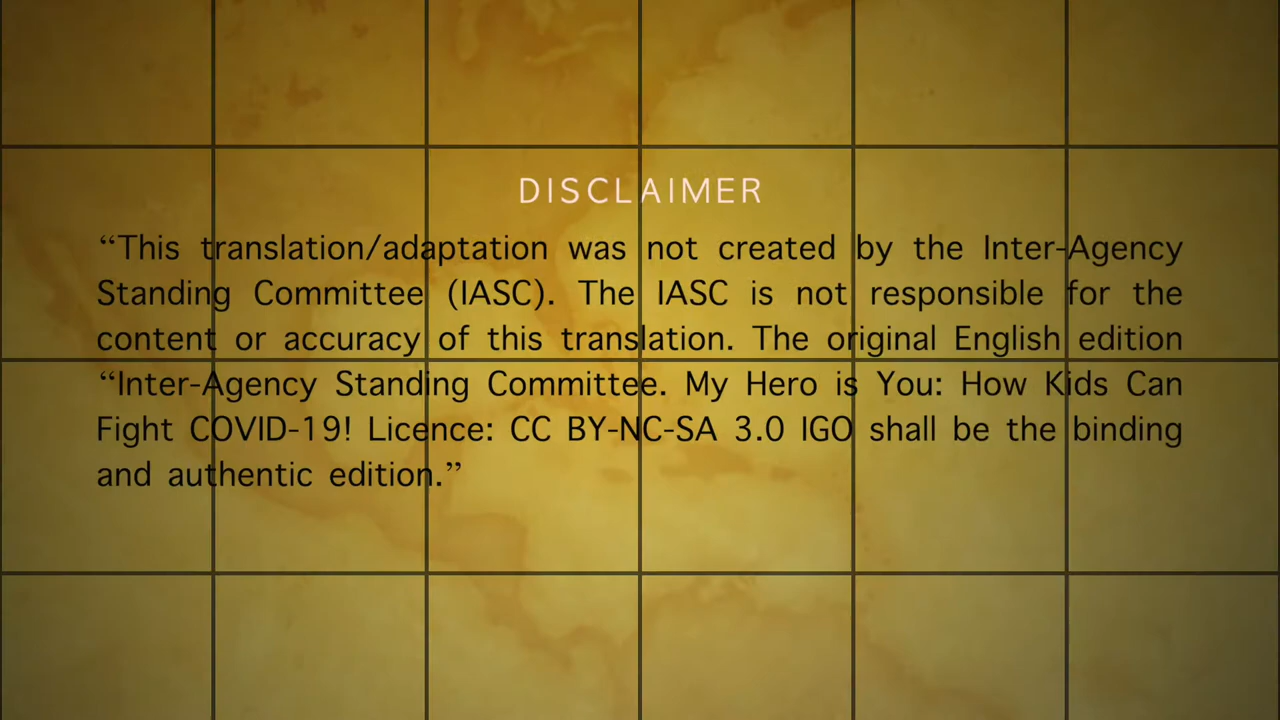 DISCLAIMER
“This translation/adaptation was not created by the Inter-Agency
Standing Committee (IASC). The IASC is not responsible for the
content or accuracy of this translation. The original English edition
“Inter-Agency Standing Committee. My Hero is You: How Kids Can
Fight COVID-19! Licence: CC BY-NC-SA 3.0 IGO shall be the binding
and authentic edition.”